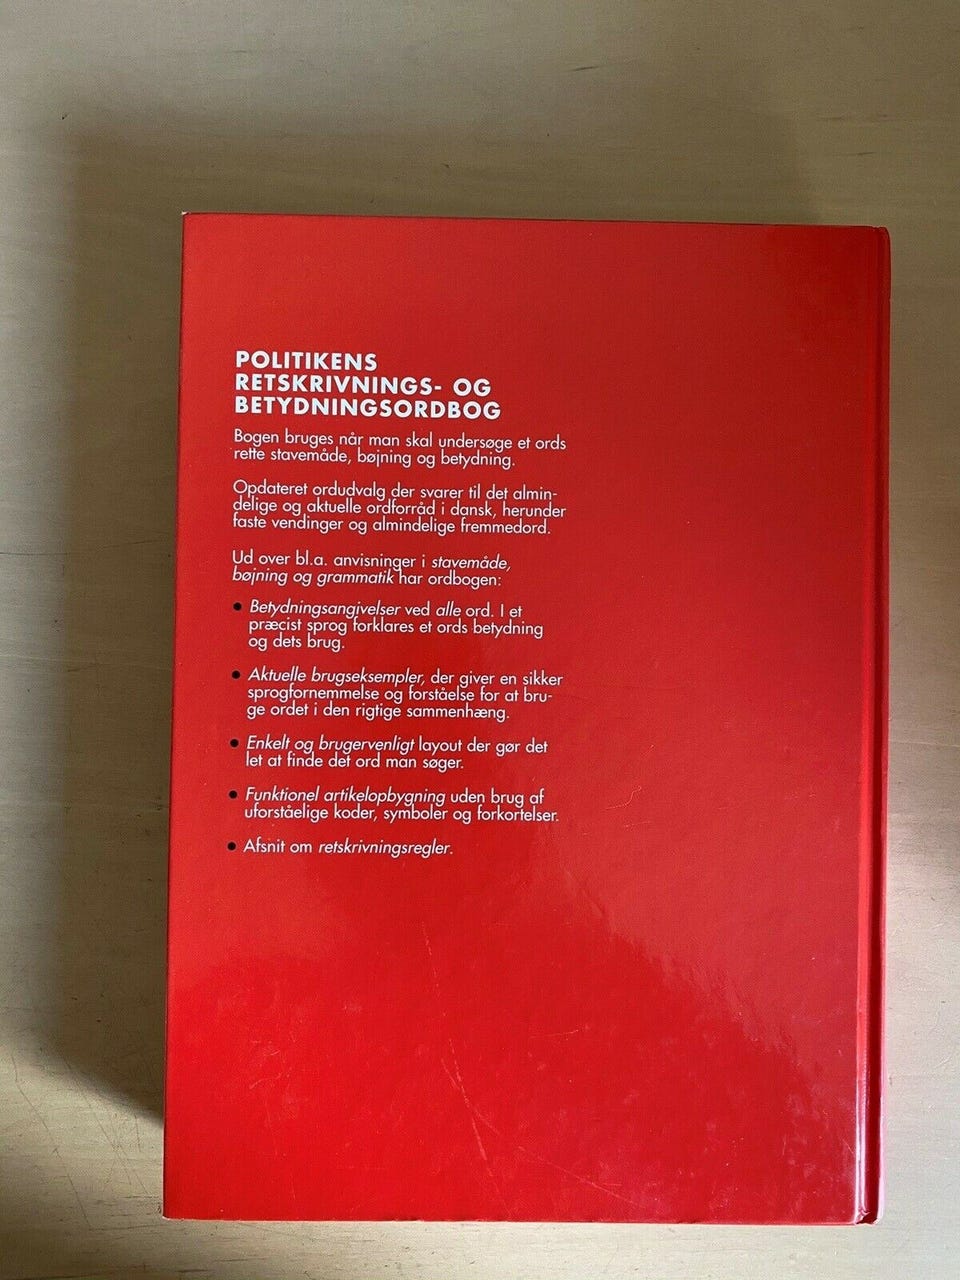 POLITIKENS
RETSKRIVNINGS- OG
BETYDNINGSORDBOG
Bogen bruges når man skal undersøge et ords
rette stavemåde, bøjning og betydning.
Opdateret ordudvalg der svarer til det almin-
delige og aktuelle ordforråd i dansk, herunder
faste vendinger og almindelige fremmedord.
Ud over bl.a. anvisninger i stavemåde,
bøjning og grammatik har ordbogen:
• Betydningsangivelser ved alle ord. I et
præcist sprog forklares et ords betydning
og dets brug.
• Aktuelle brugseksempler, der giver en sikker
sprogfornemmelse og forståelse for at bru-
ge ordet i den rigtige sammenhæng.
• Enkelt og brugervenligt layout der gør det
let at finde det ord man søger.
• Funktionel artikelopbygning uden brug af
uforståelige koder, symboler og forkortelser.
• Afsnit om retskrivningsregler.